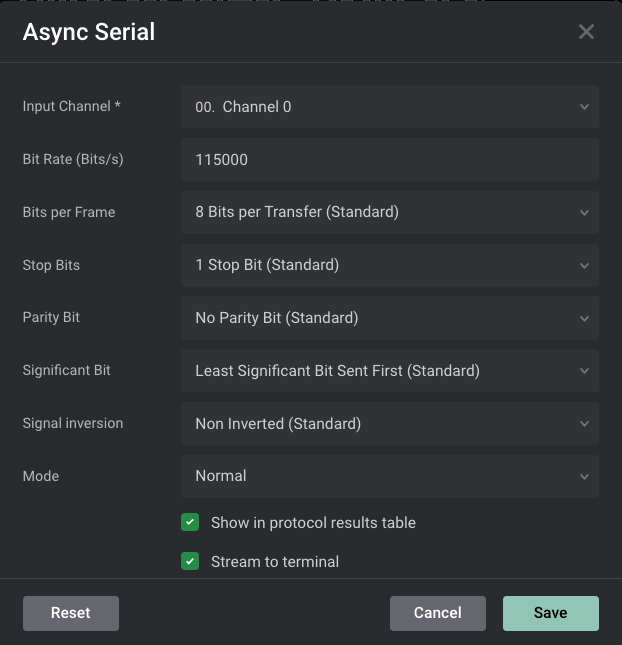 Async Serial
Input Channel * 00. Channel 0
Bit Rate (Bits/s) 115000
Bits per Frame 8 Bits per Transfer (Standard)
Stop Bits 1 Stop Bit (Standard)
Parity Bit No Parity Bit (Standard)
Significant Bit Least Significant Bit Sent First (Standard)
Signal inversion Non Inverted (Standard)
Mode Normal
Show in protocol results table
Stream to terminal
Reset Cancel Save